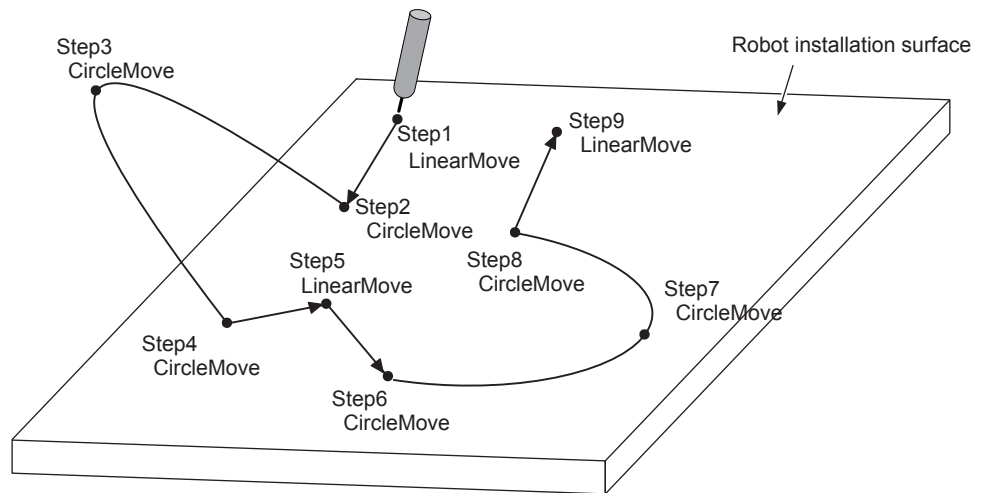 Step3
CircleMove
Robot installation surface
Step1
LinearMove
Step9
LinearMove
Step2
CircleMove
Step5
LinearMove
Step8
CircleMove
Step7
CircleMove
Step4
CircleMove
Step6
CircleMove